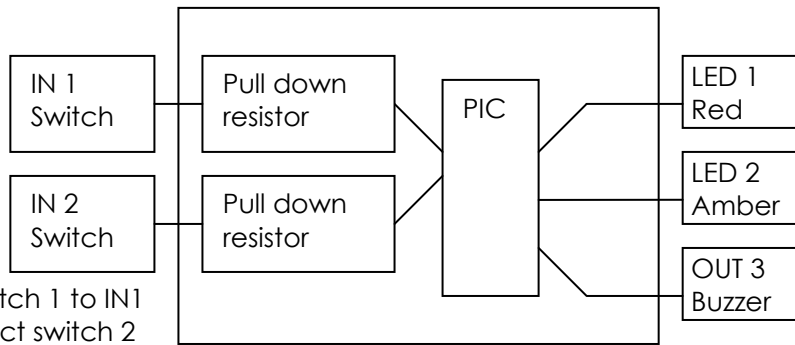 IN 1
Switch
Pull down
resistor
PIC
LED 1
Red
IN 2
Switch
Pull down
resistor
LED 2
Amber
OUT 3
Buzzer
1 to IN1
switch 2